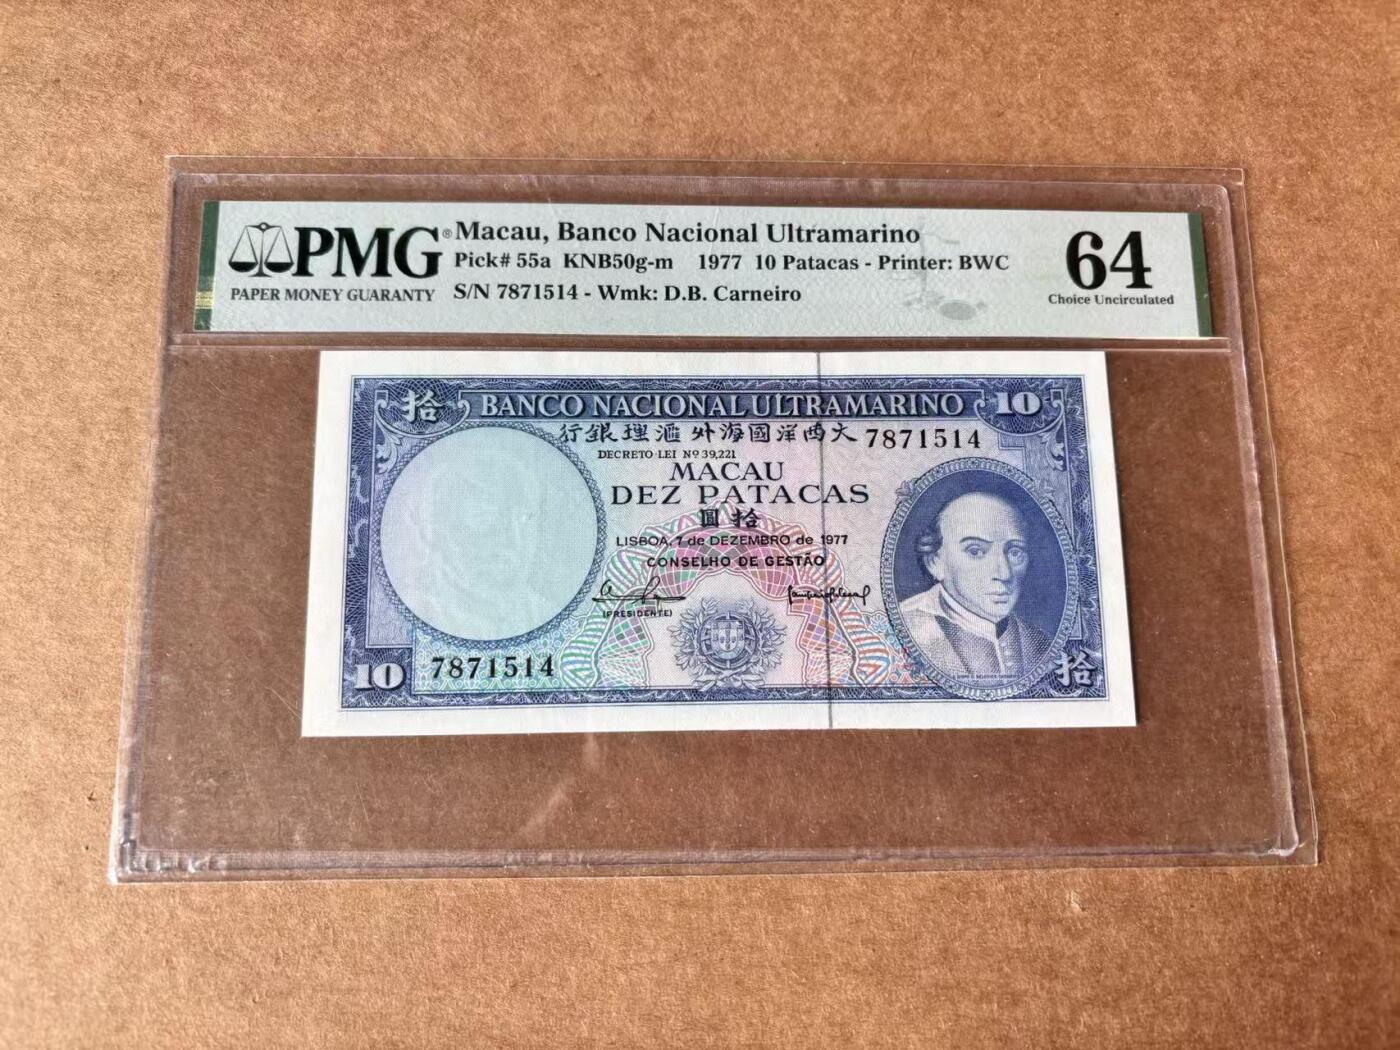 PMG®
PAPER MONEY GUARANTY
Macau, Banco Nacional Ultramarino
Pick# 55a KNB50g-m 1977 10 Patacas - Printer: BWC
S/N 7871514 - Wmk: D.B. Carneiro
64
Choice Uncirculated
拾 BANCO NACIONAL ULTRAMARINO 10
行銀理滙外海國洋西大 7871514
DECRETO-LEI Nº 39,221
MACAU
DEZ PATACAS
圓拾
LISBOA, 7 de DEZEMBRO de 1977
CONSELHO DE GESTÃO
(PRESIDENTE)
10 7871514 拾